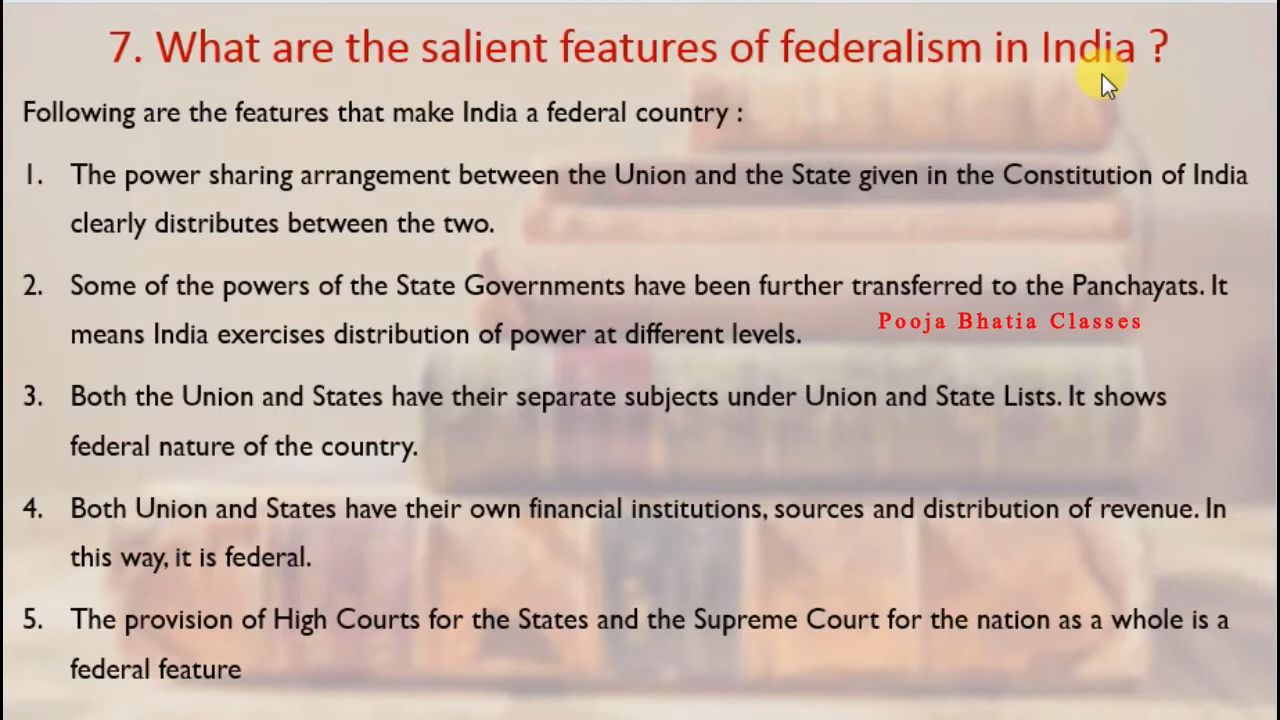 7. What are the salient features of federalism in India ?
Following are the features that make India a federal country :
1. The power sharing arrangement between the Union and the State given in the Constitution of India
clearly distributes between the two.
2. Some of the powers of the State Governments have been further transferred to the Panchayats. It
means India exercises distribution of power at different levels.
Pooja Bhatia Classes
3. Both the Union and States have their separate subjects under Union and State Lists. It shows
federal nature of the country.
4. Both Union and States have their own financial institutions, sources and distribution of revenue. In
this way, it is federal.
5. The provision of High Courts for the States and the Supreme Court for the nation as a whole is a
federal feature